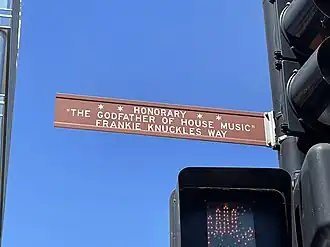 * * HONORARY * *
"THE GODFATHER OF HOUSE MUSIC"
FRANKIE KNUCKLES WAY